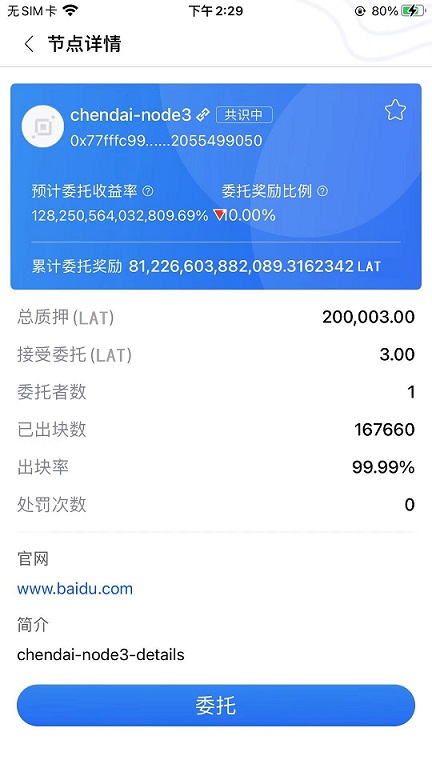 无SIM卡 下午2:29 80%
节点详情
chendai-node3 共识中
0x77fffc99......2055499050
预计委托收益率 委托奖励比例
128,250,564,032,809.69% 10.00%
累计委托奖励 81,226,603,882,089.3162342 LAT
总质押(LAT) 200,003.00
接受委托(LAT) 3.00
委托者数 1
已出块数 167660
出块率 99.99%
处罚次数 0
官网
www.baidu.com
简介
chendai-node3-details
委托